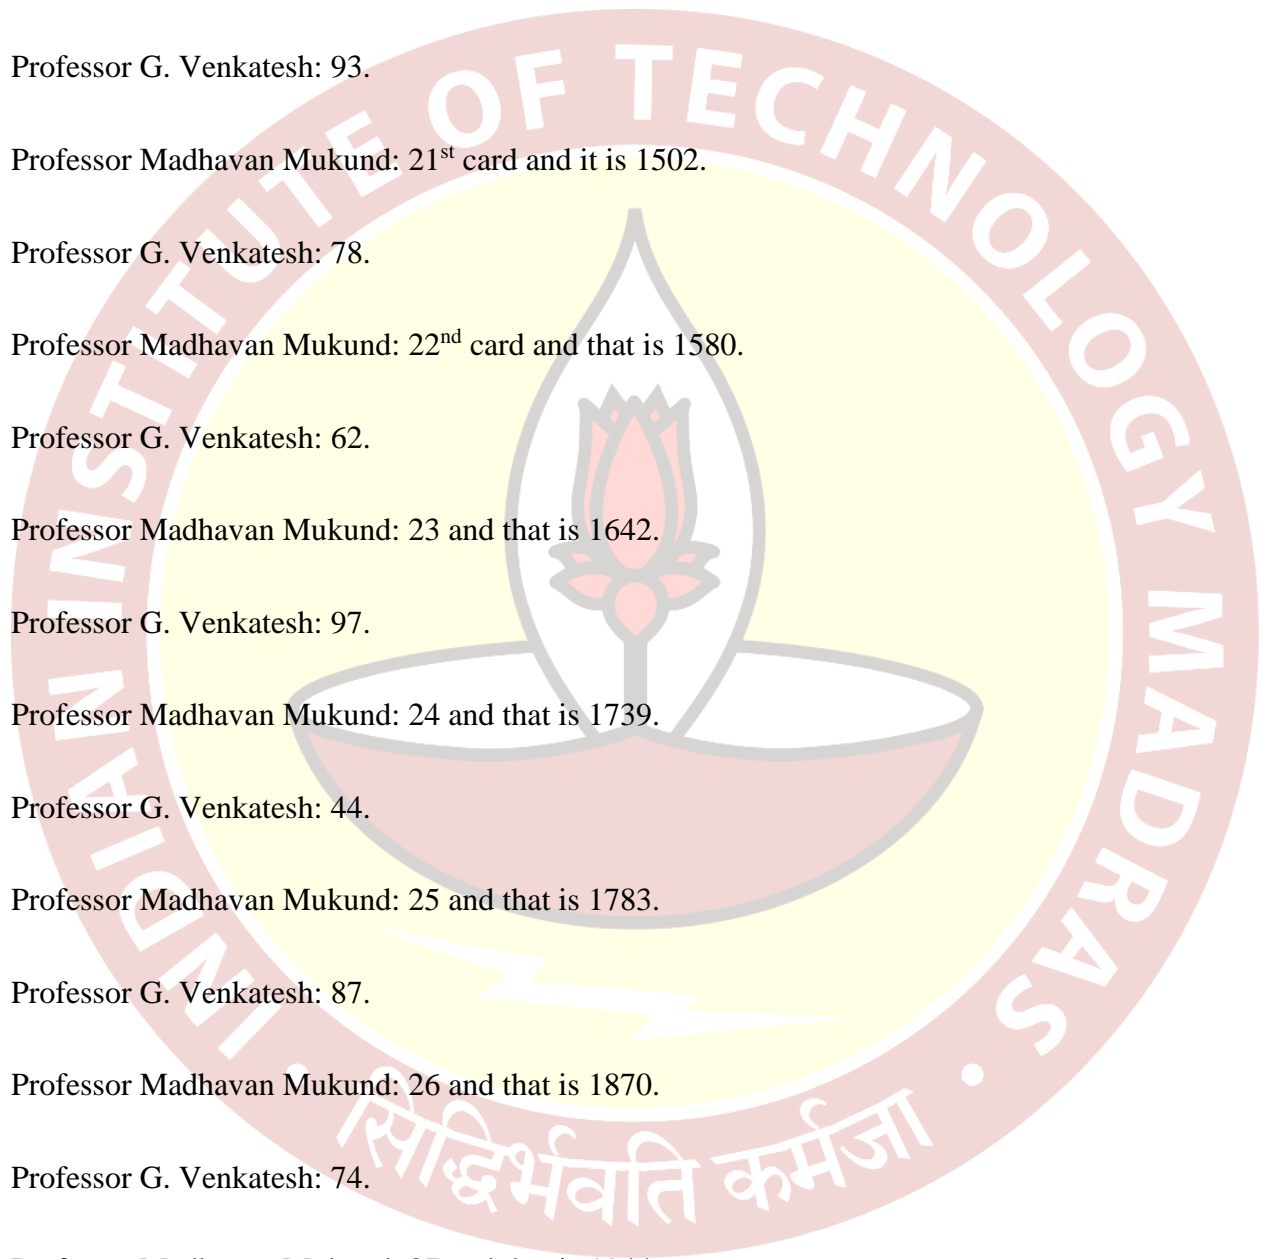 Professor G. Venkatesh: 93.
Professor Madhavan Mukund: 21st card and it is 1502.
Professor G. Venkatesh: 78.
Professor Madhavan Mukund: 22nd card and that is 1580.
Professor G. Venkatesh: 62.
Professor Madhavan Mukund: 23 and that is 1642.
Professor G. Venkatesh: 97.
Professor Madhavan Mukund: 24 and that is 1739.
Professor G. Venkatesh: 44.
Professor Madhavan Mukund: 25 and that is 1783.
Professor G. Venkatesh: 87.
Professor Madhavan Mukund: 26 and that is 1870.
Professor G. Venkatesh: 74.
INDIAN INSTITUTE OF TECHNOLOGY MADRAS
सिद्धिर्भवति कर्मजा